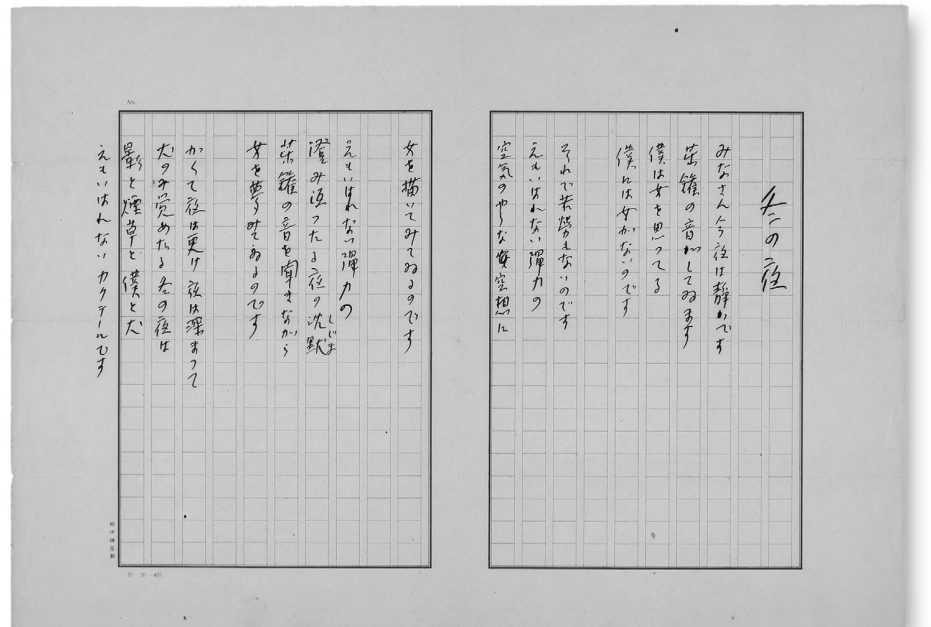 冬の夜
みなさん今夜は静かです
薬鑵の音がしてゐます
僕は女を思つてる
僕には女がないのです
それで苦労もないのです
えもいはれない彈力の
空気のやうな空想に
女を描いてみてゐるのです
えもいはれない彈力の
澄み亙つたる夜の沈黙
しじま
薬鑵の音を聞きながら
女を夢みてゐるのです
かくて夜は更け 夜は深まつて
犬のみ覚めたる冬の夜は
影と煙草と僕と犬
えもいはれないカクテールです
No.